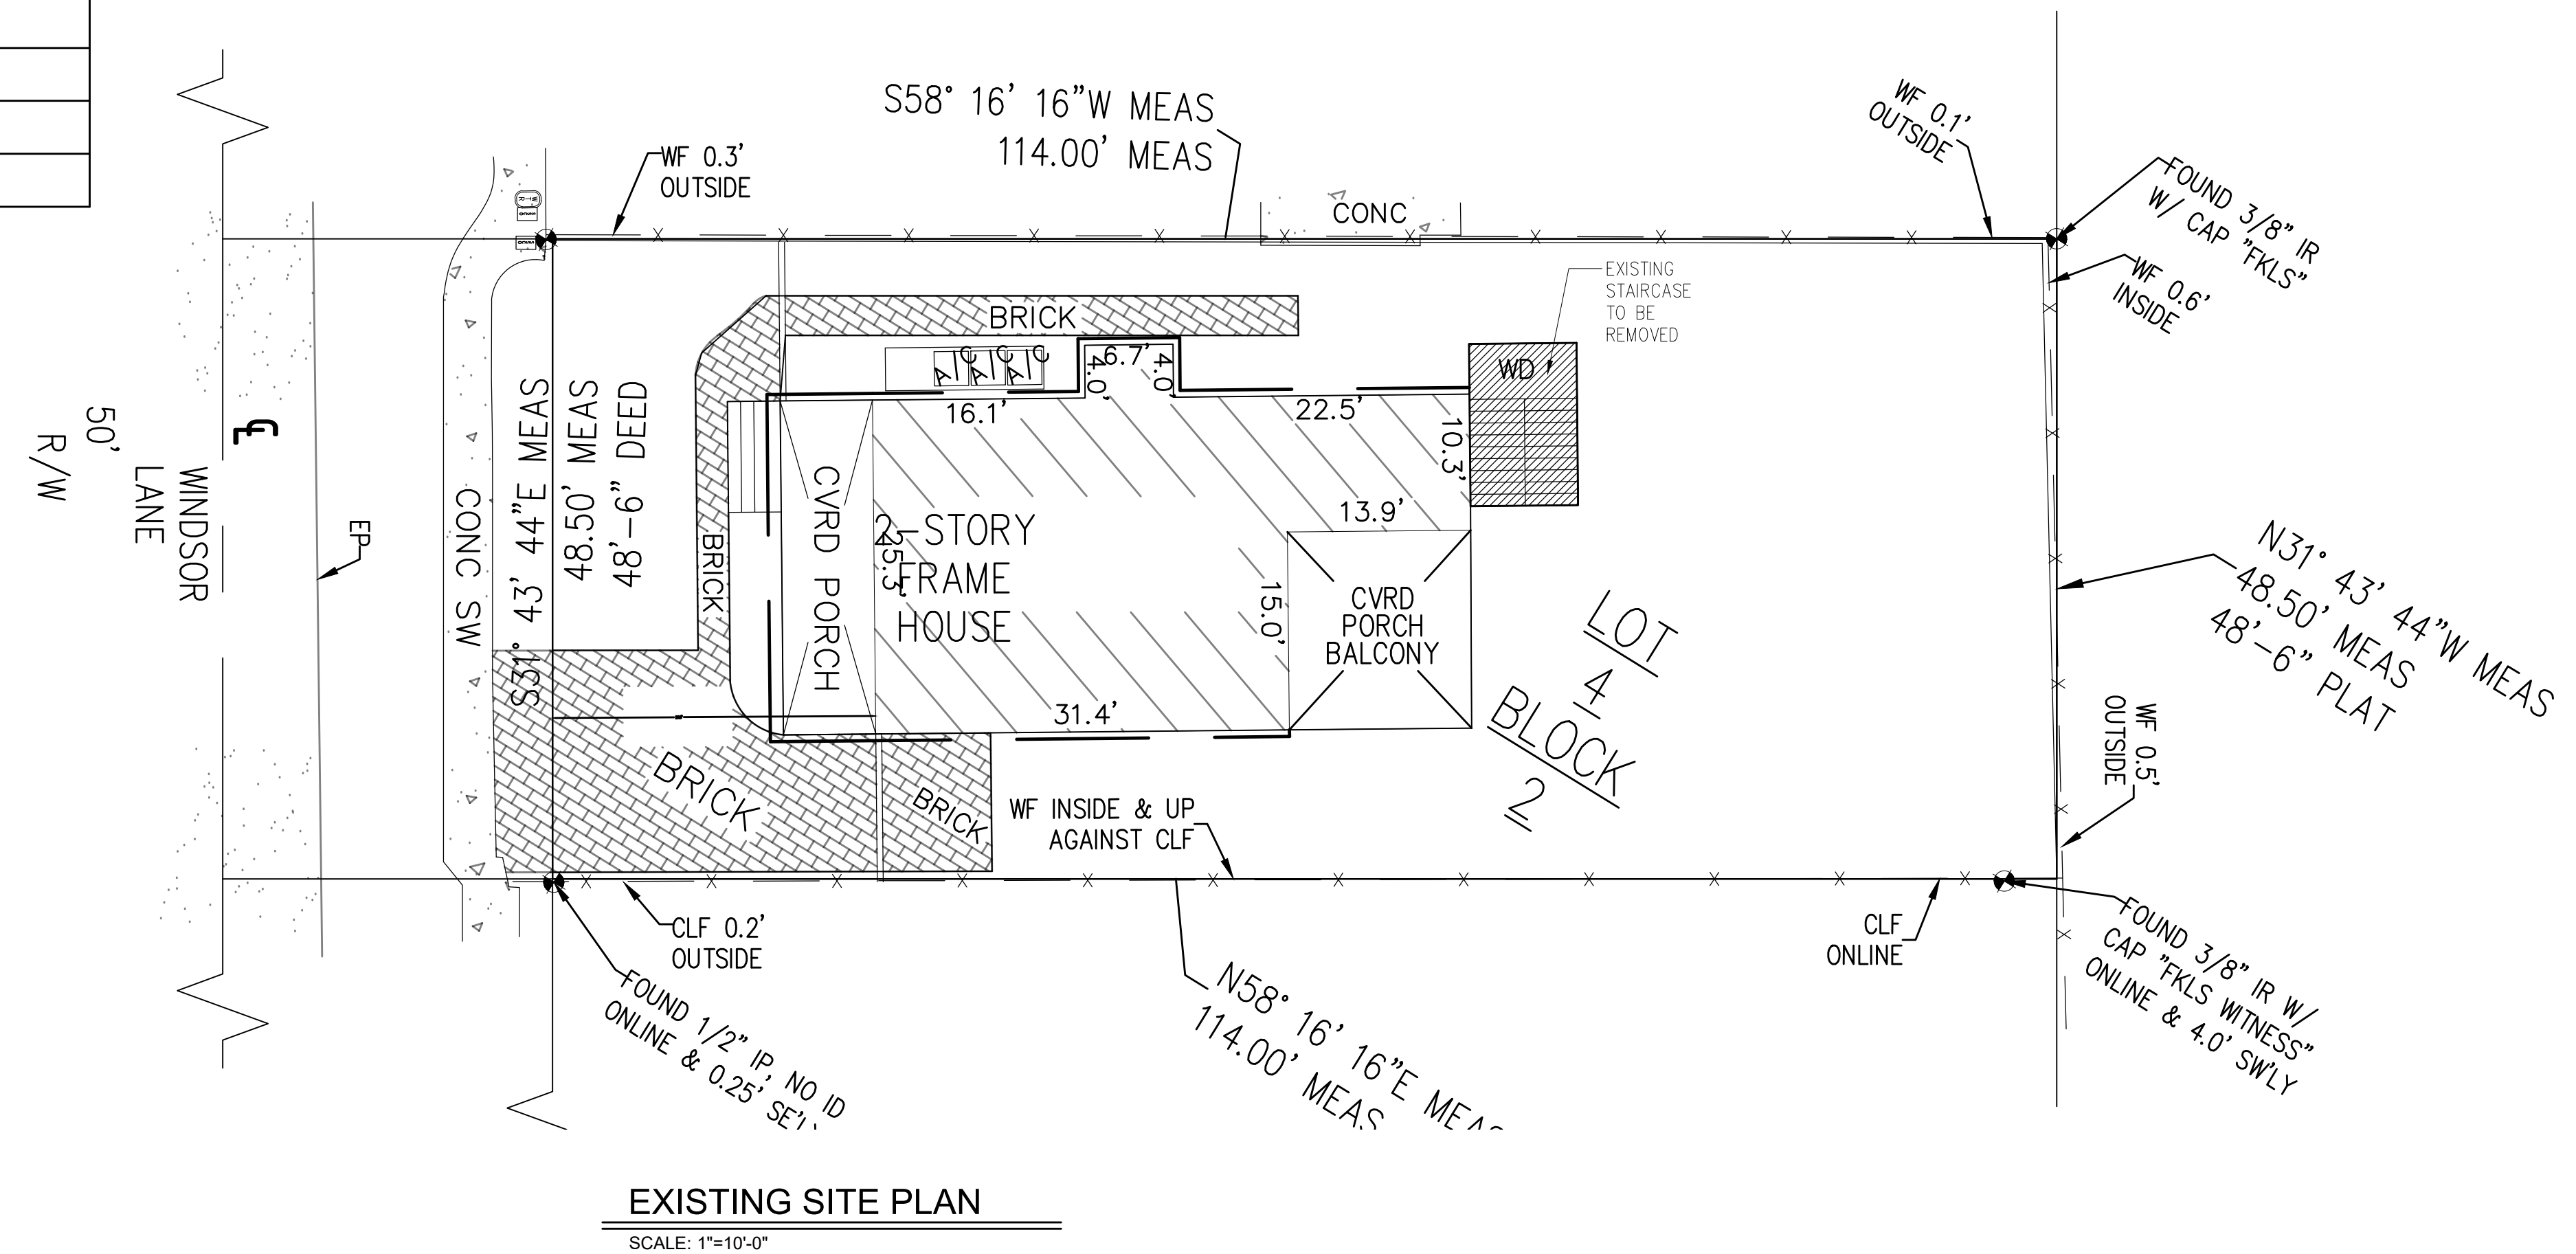 S58° 16' 16"W MEAS
114.00' MEAS
WF 0.3'
OUTSIDE
WF 0.1'
OUTSIDE
FOUND 3/8" IR
W/ CAP "FKLS"
WF 0.6'
INSIDE
CONC
EXISTING
STAIRCASE
TO BE
REMOVED
BRICK
A/C
A/C
A/C
6.7'
4.0'
4.0'
16.1'
22.5'
WD
10.3'
13.9'
50'
R/W
WINDSOR
LANE
EP
CONC SW
S31° 43' 44"E MEAS
48.50' MEAS
48'-6" DEED
BRICK
CVRD PORCH
25.3'
2-STORY
FRAME
HOUSE
15.0'
CVRD
PORCH
BALCONY
31.4'
LOT
4
BLOCK
2
N31° 43' 44"W MEAS
48.50' MEAS
48'-6" PLAT
WF 0.5'
OUTSIDE
BRICK
BRICK
WF INSIDE & UP
AGAINST CLF
CLF 0.2'
OUTSIDE
CLF
ONLINE
FOUND 3/8" IR W/
CAP "FKLS WITNESS"
ONLINE & 4.0' SW'LY
FOUND 1/2" IP, NO ID
ONLINE & 0.25'
N58° 16' 16"E MEAS
114.00' MEAS
EXISTING SITE PLAN
SCALE: 1"=10'-0"